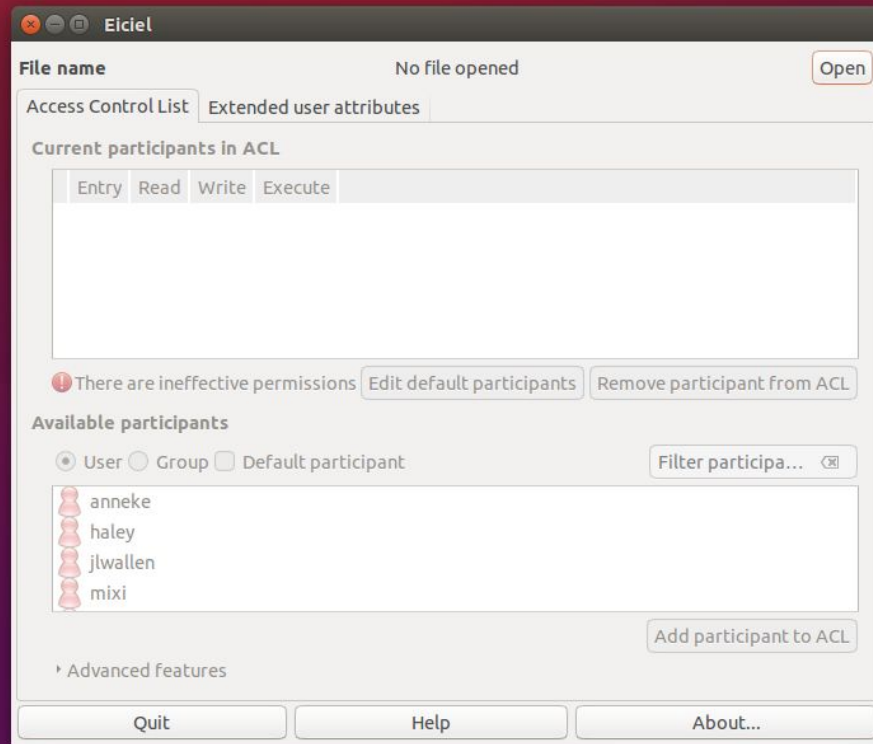 Eiciel
File name No file opened Open
Access Control List Extended user attributes
Current participants in ACL
Entry Read Write Execute
There are ineffective permissions Edit default participants Remove participant from ACL
Available participants
User Group Default participant Filter participa...
anneke
haley
jlwallen
mixi
Add participant to ACL
Advanced features
Quit Help About...